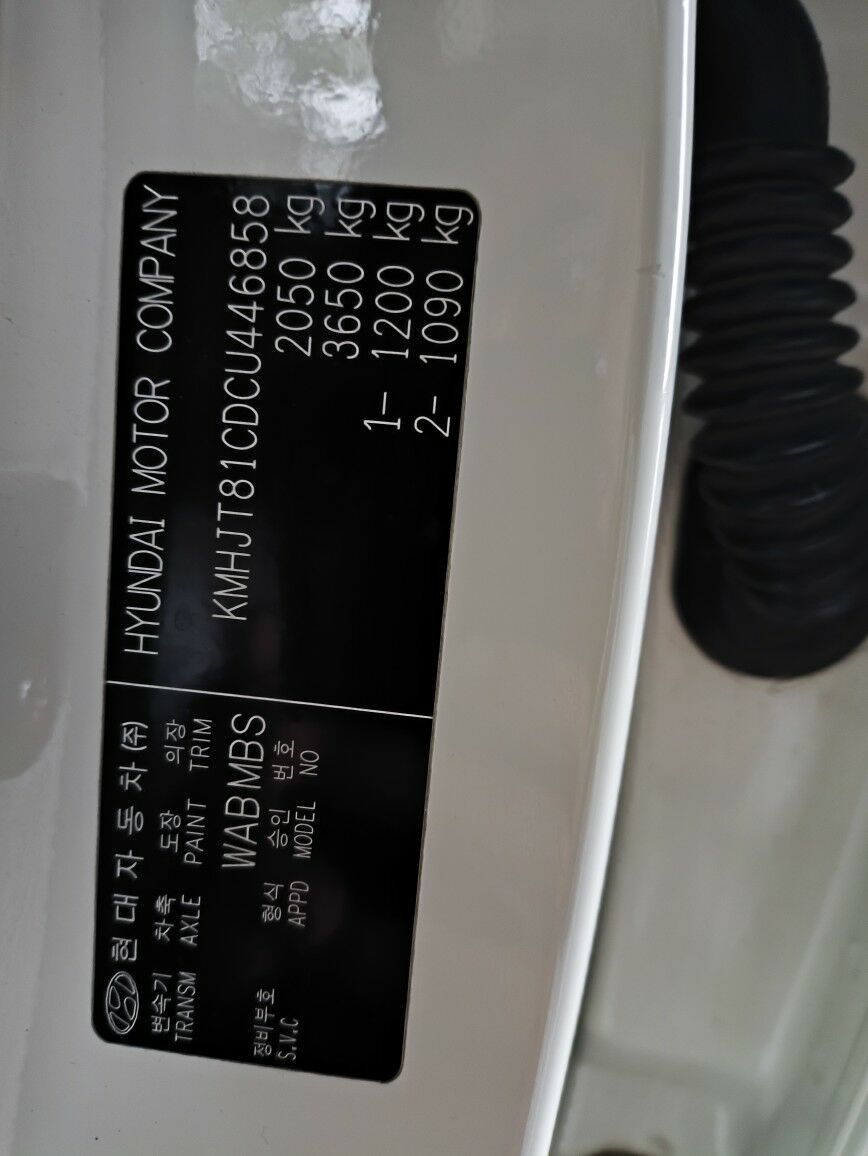 현대자동차(주)
변속기 차축 도장 의장
TRANSM AXLE PAINT TRIM
WAB MBS
정비부호 형식 승인 번호
S.V.C APPD MODEL NO
HYUNDAI MOTOR COMPANY
KMHJT81CDCU446858
2050 kg
3650 kg
1- 1200 kg
2- 1090 kg